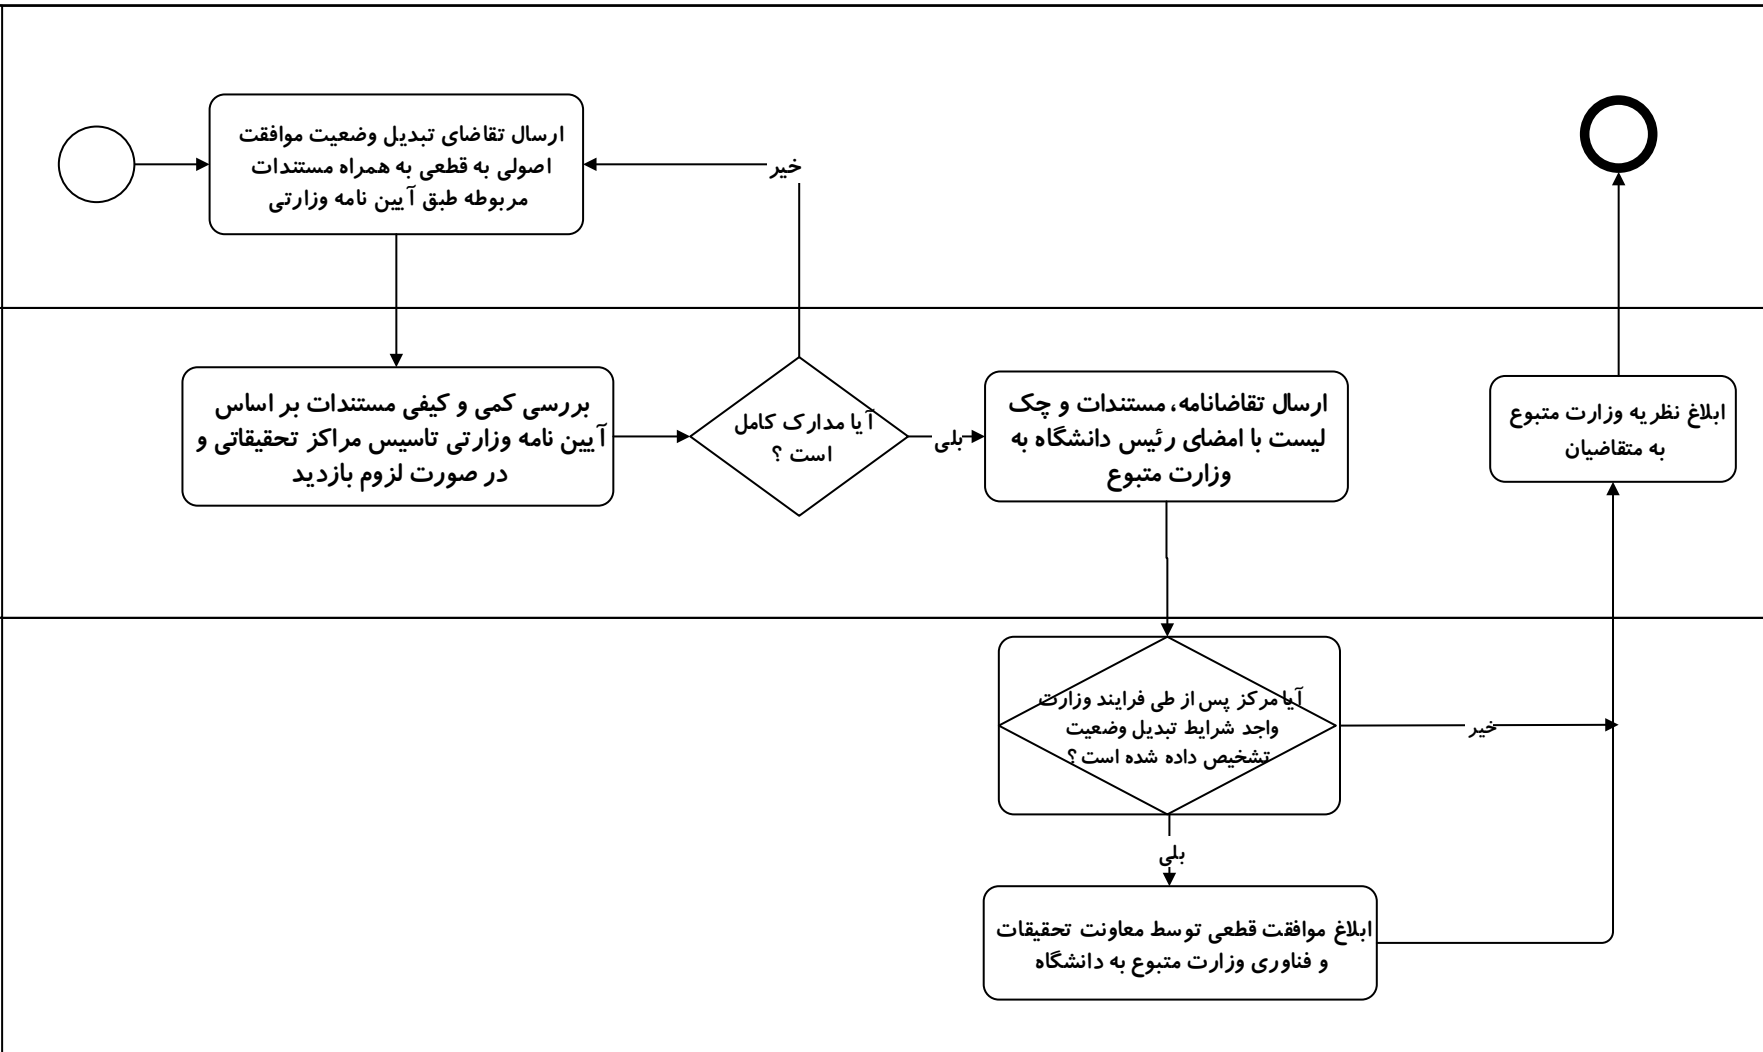 ارسال تقاضای تبدیل وضعیت موافقت
اصولی به قطعی به همراه مستندات
مربوطه طبق آیین نامه وزارتی
خیر
بررسی کمی و کیفی مستندات بر اساس
آیین نامه وزارتی تاسیس مراکز تحقیقاتی و
در صورت لزوم بازدید
آیا مدارک کامل
است ؟
بلی
ارسال تقاضانامه، مستندات و چک
لیست با امضای رئیس دانشگاه به
وزارت متبوع
ابلاغ نظریه وزارت متبوع
به متقاضیان
آیا مرکز پس از طی فرایند وزارت
واجد شرایط تبدیل وضعیت
تشخیص داده شده است ؟
خیر
بلی
ابلاغ موافقت قطعی توسط معاونت تحقیقات
و فناوری وزارت متبوع به دانشگاه